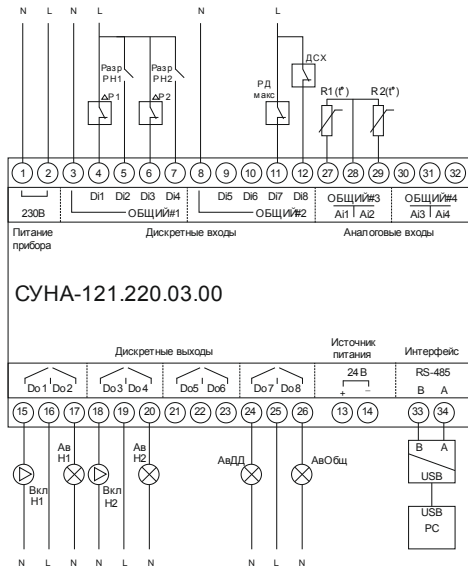 N L N L N L
Разр РН1
Разр РН2
ΔP1
ΔP2
РД макс
ДСХ
R1(t°)
R2(t°)
1 2 3 4 5 6 7 8 9 10 11 12 27 28 29 30 31 32
Di1 Di2 Di3 Di4 Di5 Di6 Di7 Di8 ОБЩИЙ#3 ОБЩИЙ#4
230В ОБЩИЙ#1 ОБЩИЙ#2 Ai1 Ai2 Ai3 Ai4
Питание прибора
Дискретные входы
Аналоговые входы
СУНА-121.220.03.00
Дискретные выходы
Источник питания
Интерфейс
24В
RS-485
Do1 Do2 Do3 Do4 Do5 Do6 Do7 Do8 + − B A
15 16 17 18 19 20 21 22 23 24 25 26 13 14 33 34
Вкл Н1
Ав Н1
Вкл Н2
Ав Н2
АвДД
АвОбщ
B A
USB
USB
PC
N L N N L N N L N